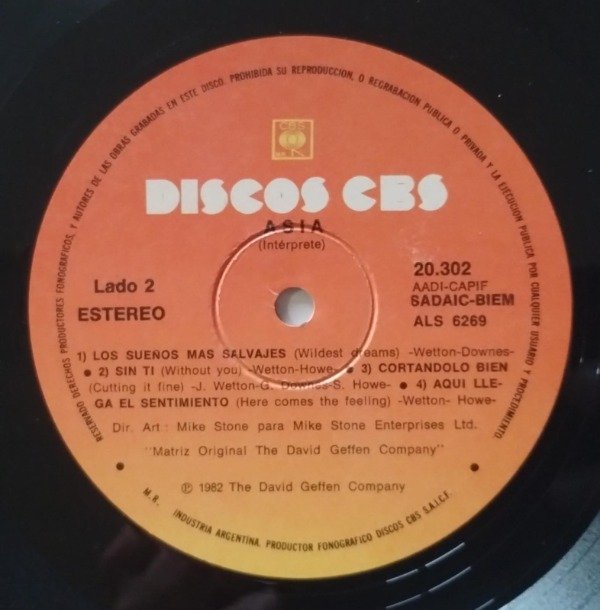 RESERVADO DERECHOS PRODUCTORES FONOGRAFICOS, Y AUTORES DE LAS OBRAS GRABADAS EN ESTE DISCO. PROHIBIDA SU REPRODUCCION, O REGRABACION PUBLICA O PRIVADA Y LA EJECUCION PUBLICA POR CUALQUIER USUARIO Y PROCEDIMIENTO
CBS
DISCOS CBS
ASIA
(Intérprete)
Lado 2
ESTEREO
20.302
AADI-CAPIF
SADAIC-BIEM
ALS 6269
1) LOS SUEÑOS MAS SALVAJES (Wildest dreams) -Wetton-Downes-
● 2) SIN TI (Without you) -Wetton-Howe- ● 3) CORTANDOLO BIEN
(Cutting it fine) -J. Wetton-G. Downes-S. Howe- ● 4) AQUI LLE-
GA EL SENTIMIENTO (Here comes the feeling) -Wetton- Howe-
Dir. Art : Mike Stone para Mike Stone Enterprises Ltd.
"Matriz Original The David Geffen Company"
℗ 1982 The David Geffen Company
M.R. INDUSTRIA ARGENTINA. PRODUCTOR FONOGRAFICO DISCOS CBS S.A.I.C.F.